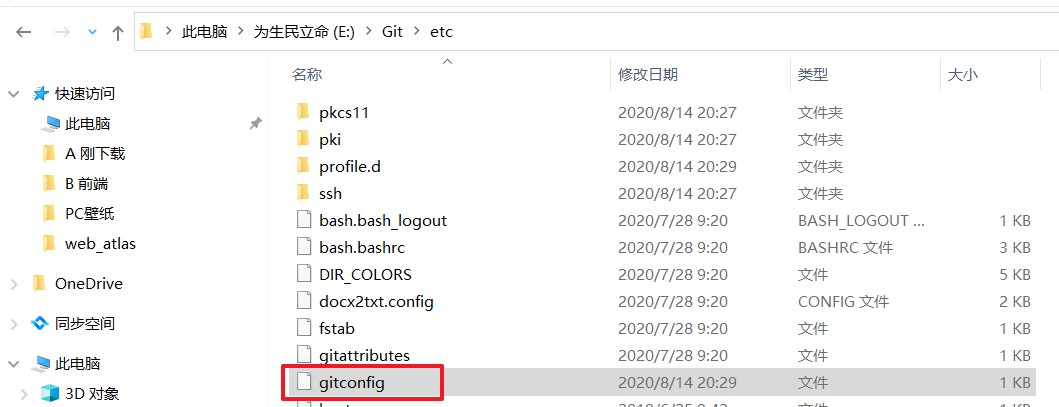 此电脑 > 为生民立命 (E:) > Git > etc
快速访问
此电脑
A 刚下载
B 前端
PC壁纸
web_atlas
OneDrive
同步空间
此电脑
3D 对象
名称 修改日期 类型 大小
pkcs11 2020/8/14 20:27 文件夹
pki 2020/8/14 20:27 文件夹
profile.d 2020/8/14 20:29 文件夹
ssh 2020/8/14 20:27 文件夹
bash.bash_logout 2020/7/28 9:20 BASH_LOGOUT ... 1 KB
bash.bashrc 2020/7/28 9:20 BASHRC 文件 3 KB
DIR_COLORS 2020/7/28 9:20 文件 5 KB
docx2txt.config 2020/7/28 9:20 CONFIG 文件 2 KB
fstab 2020/7/28 9:20 文件 1 KB
gitattributes 2020/7/28 9:20 文件 1 KB
gitconfig 2020/8/14 20:29 文件 1 KB